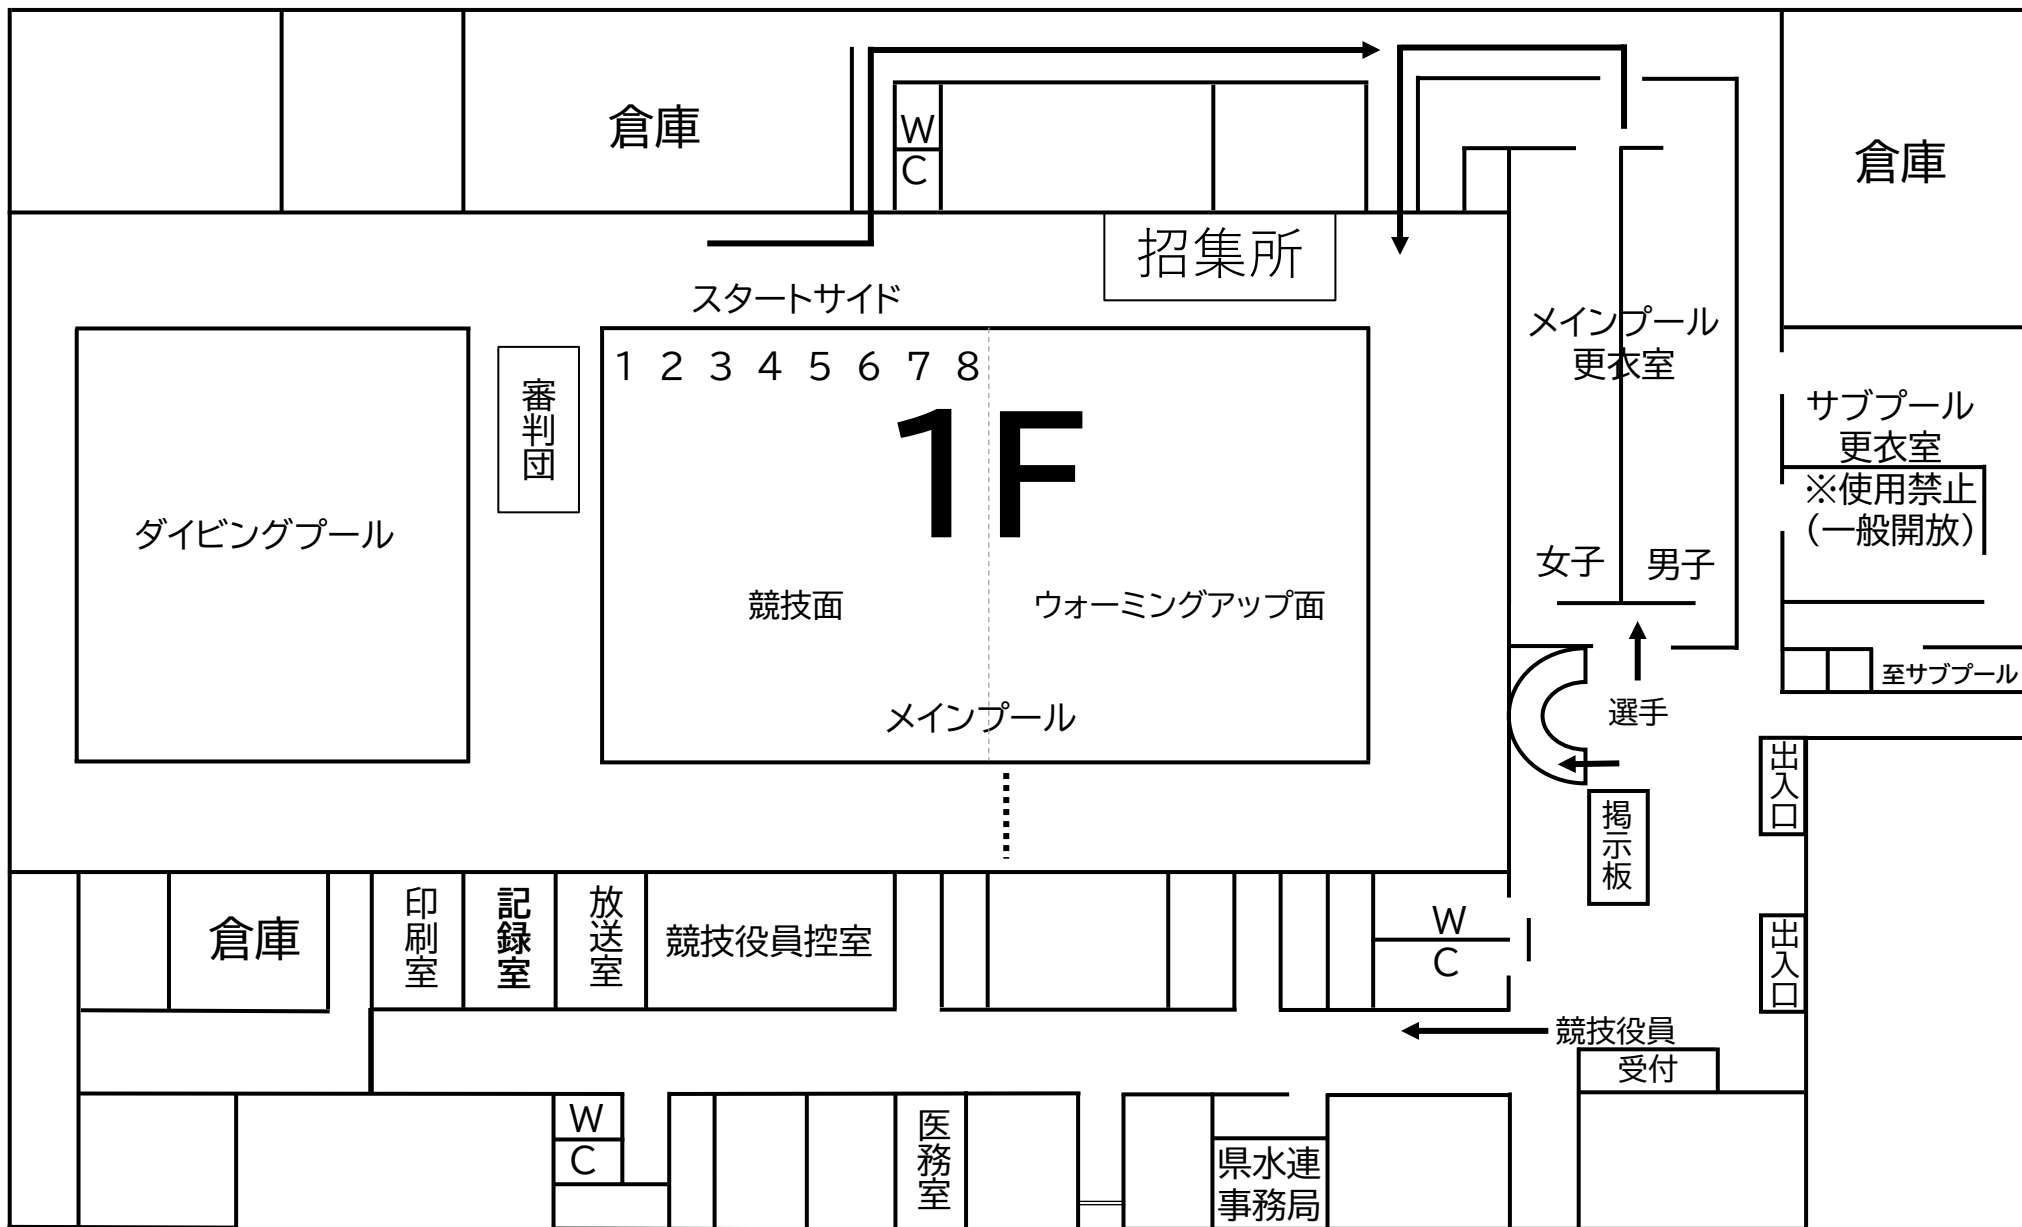 倉庫
W
C
倉庫
招集所
スタートサイド
メインプール
更衣室
1 2 3 4 5 6 7 8
審判団
1F
サブプール
更衣室
※使用禁止
(一般開放)
ダイビングプール
女子
男子
競技面
ウォーミングアップ面
至サブプール
メインプール
選手
出入口
掲示板
倉庫
印刷室
記録室
放送室
競技役員控室
W
C
出入口
競技役員
受付
W
C
医務室
県水連
事務局